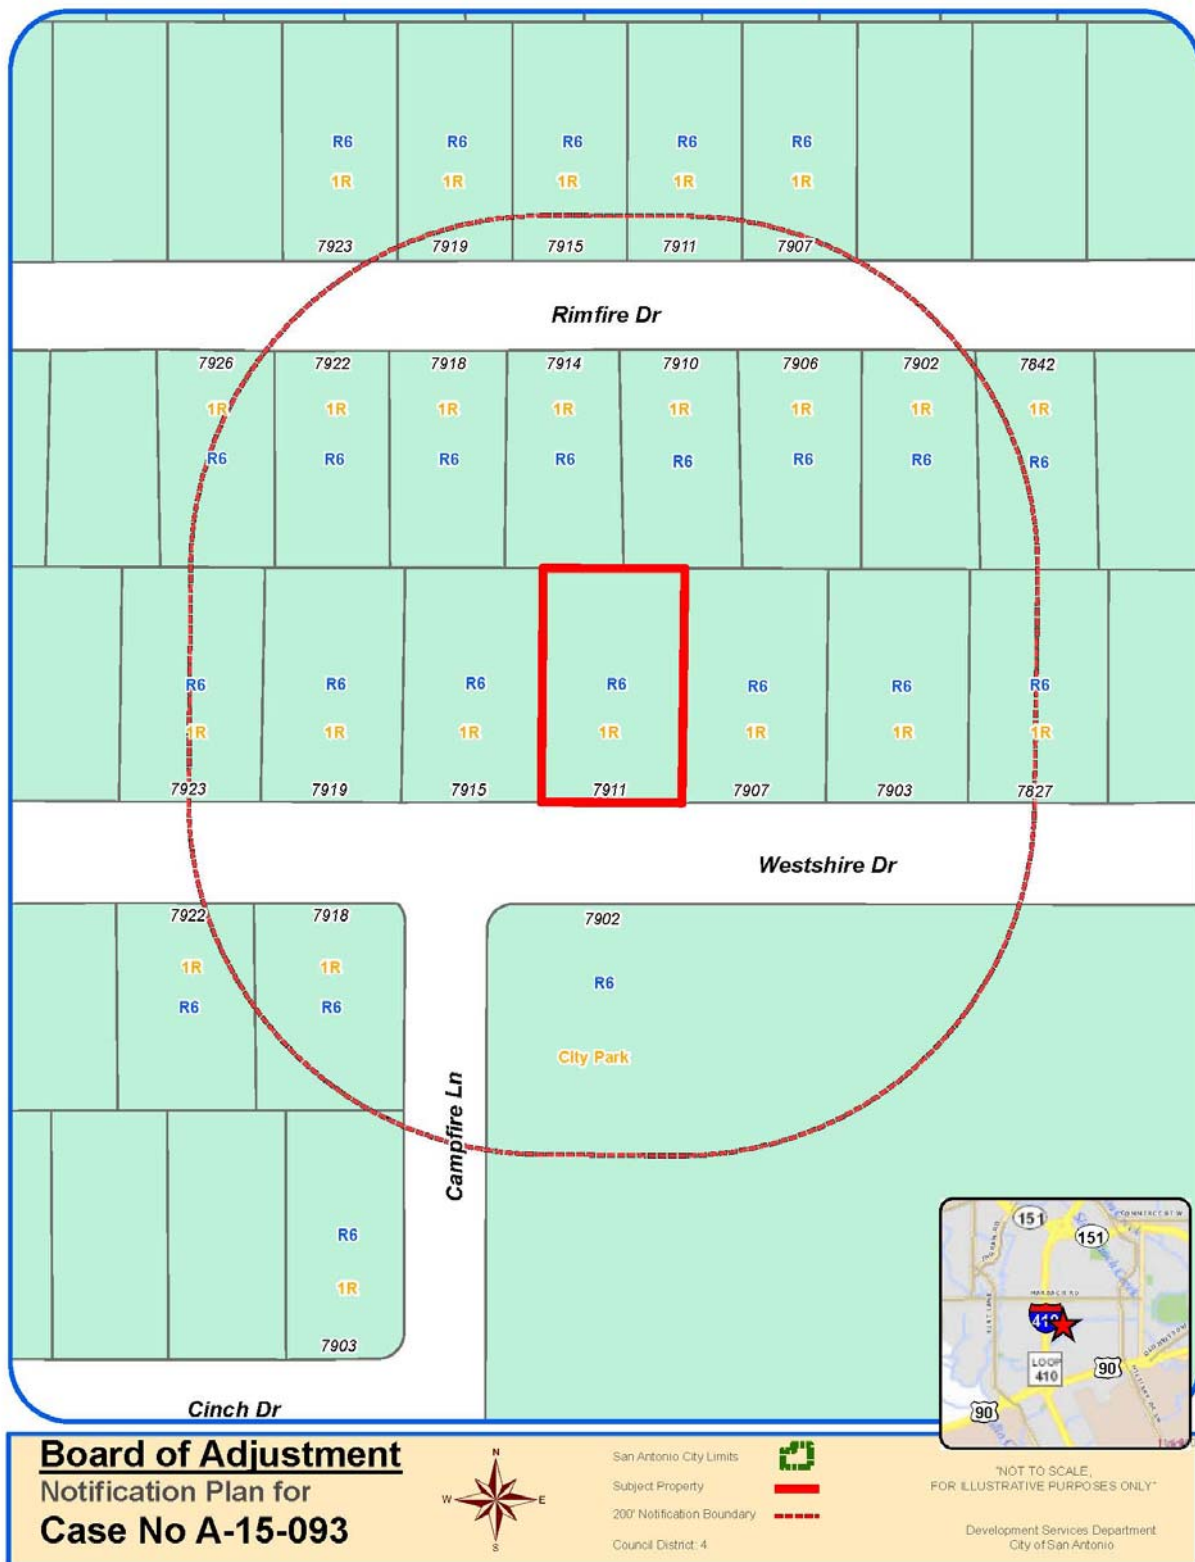 R6 R6 R6 R6 R6
1R 1R 1R 1R 1R
7923 7919 7915 7911 7907
Rimfire Dr
7926 7922 7918 7914 7910 7906 7902 7842
1R 1R 1R 1R 1R 1R 1R 1R
R6 R6 R6 R6 R6 R6 R6 R6
R6 R6 R6 R6 R6 R6 R6
1R 1R 1R 1R 1R 1R 1R
7923 7919 7915 7911 7907 7903 7827
Westshire Dr
7922 7918 7902
1R 1R
R6 R6 R6
City Park
Campfire Ln
R6
1R
7903
Cinch Dr
151
151
410
LOOP
410
90
90
Board of Adjustment
Notification Plan for
Case No A-15-093
N
W E
S
San Antonio City Limits
Subject Property
200' Notification Boundary
Council District: 4
"NOT TO SCALE,
FOR ILLUSTRATIVE PURPOSES ONLY"
Development Services Department
City of San Antonio